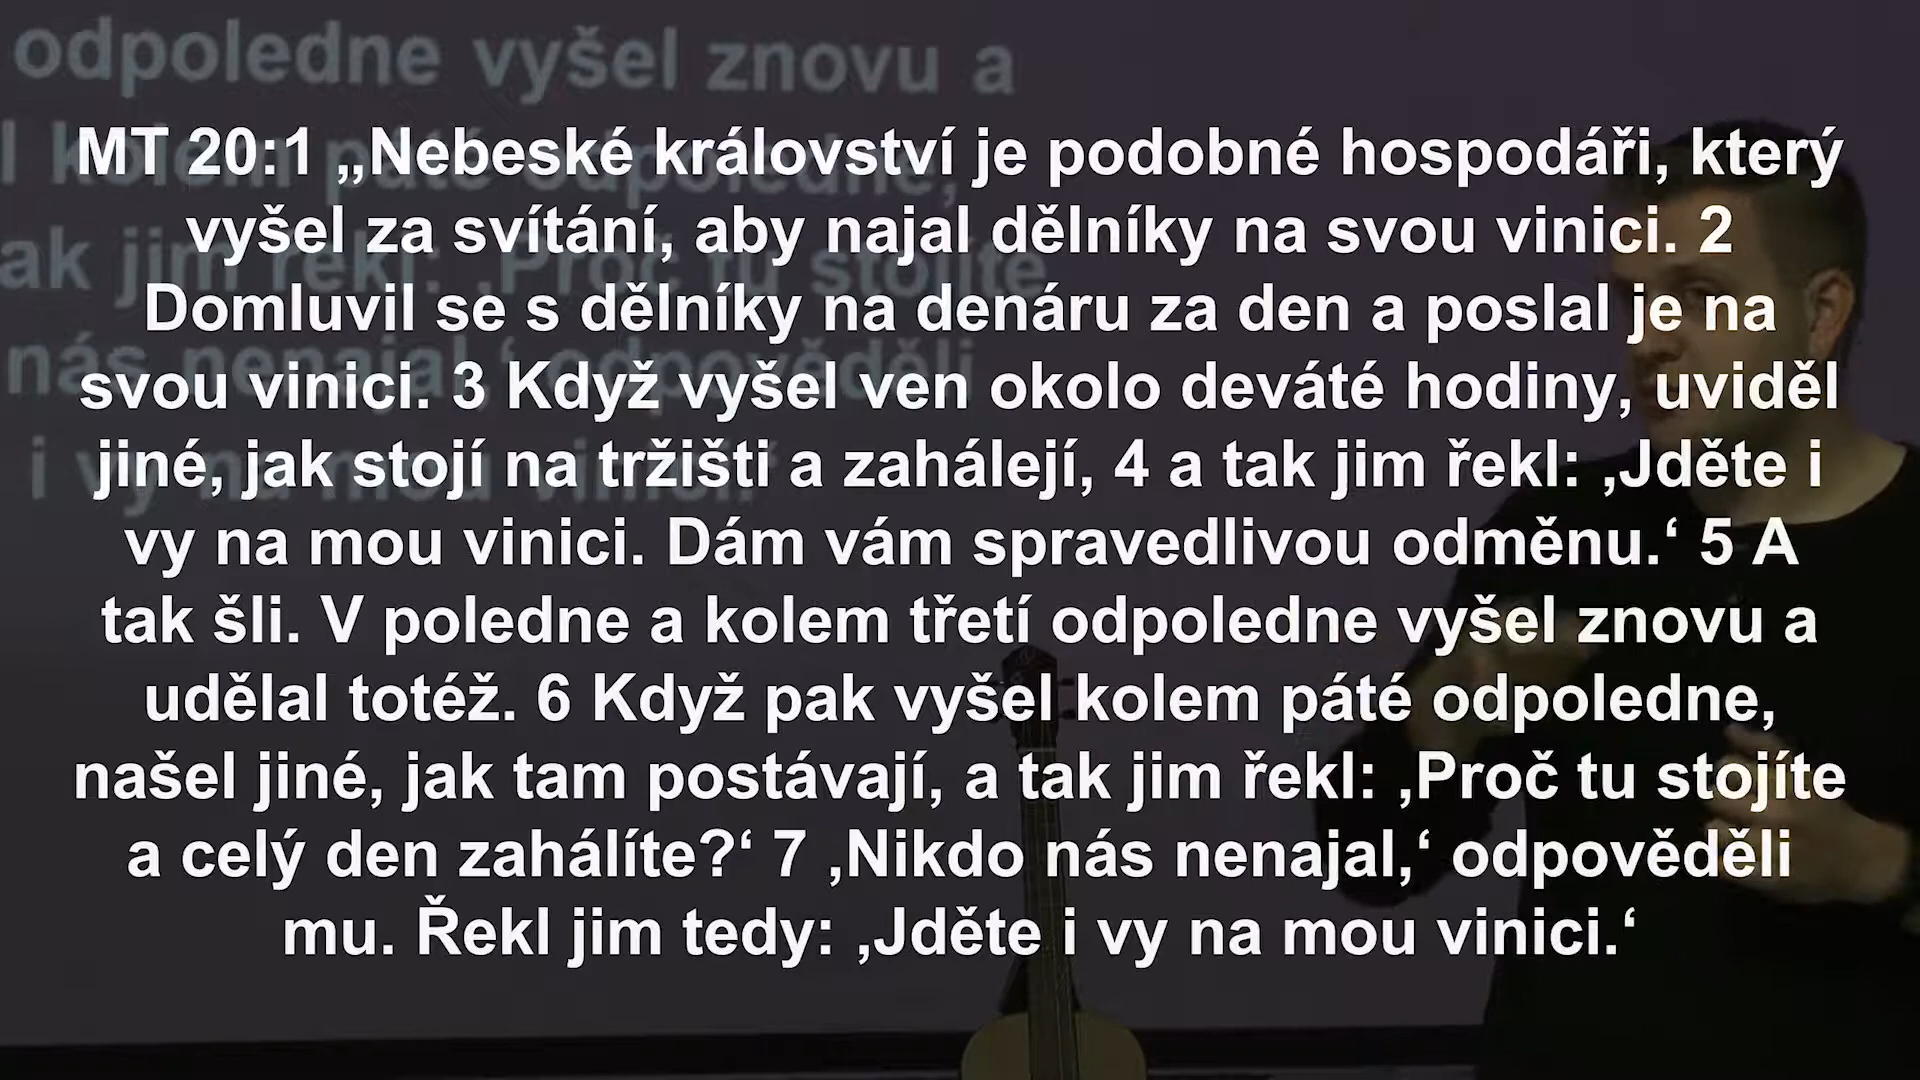 odpoledne vyšel znovu a
MT 20:1 „Nebeské království je podobné hospodáři, který
vyšel za svítání, aby najal dělníky na svou vinici. 2
Domluvil se s dělníky na denáru za den a poslal je na
svou vinici. 3 Když vyšel ven okolo deváté hodiny, uviděl
jiné, jak stojí na tržišti a zahálejí, 4 a tak jim řekl: ‚Jděte i
vy na mou vinici. Dám vám spravedlivou odměnu.‘ 5 A
tak šli. V poledne a kolem třetí odpoledne vyšel znovu a
udělal totéž. 6 Když pak vyšel kolem páté odpoledne,
našel jiné, jak tam postávají, a tak jim řekl: ‚Proč tu stojíte
a celý den zahálíte?‘ 7 ‚Nikdo nás nenajal,‘ odpověděli
mu. Řekl jim tedy: ‚Jděte i vy na mou vinici.‘